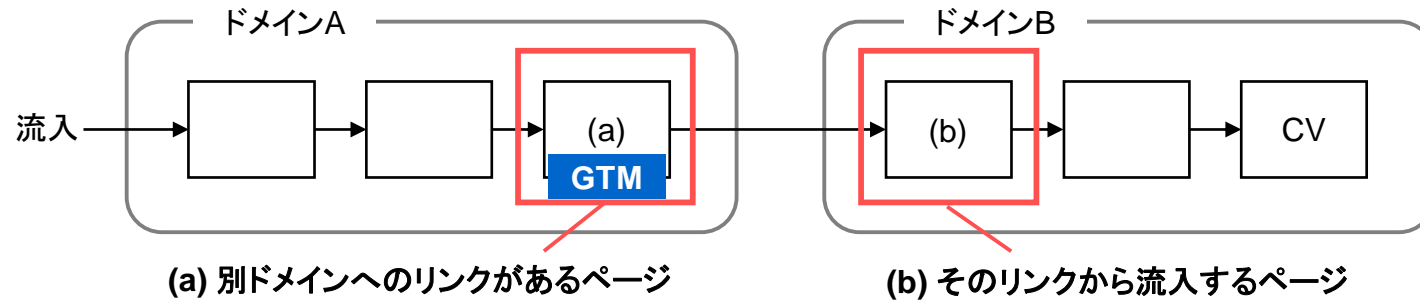 ドメインA
ドメインB
流入
(a)
GTM
(b)
CV
(a) 別ドメインへのリンクがあるページ
(b) そのリンクから流入するページ